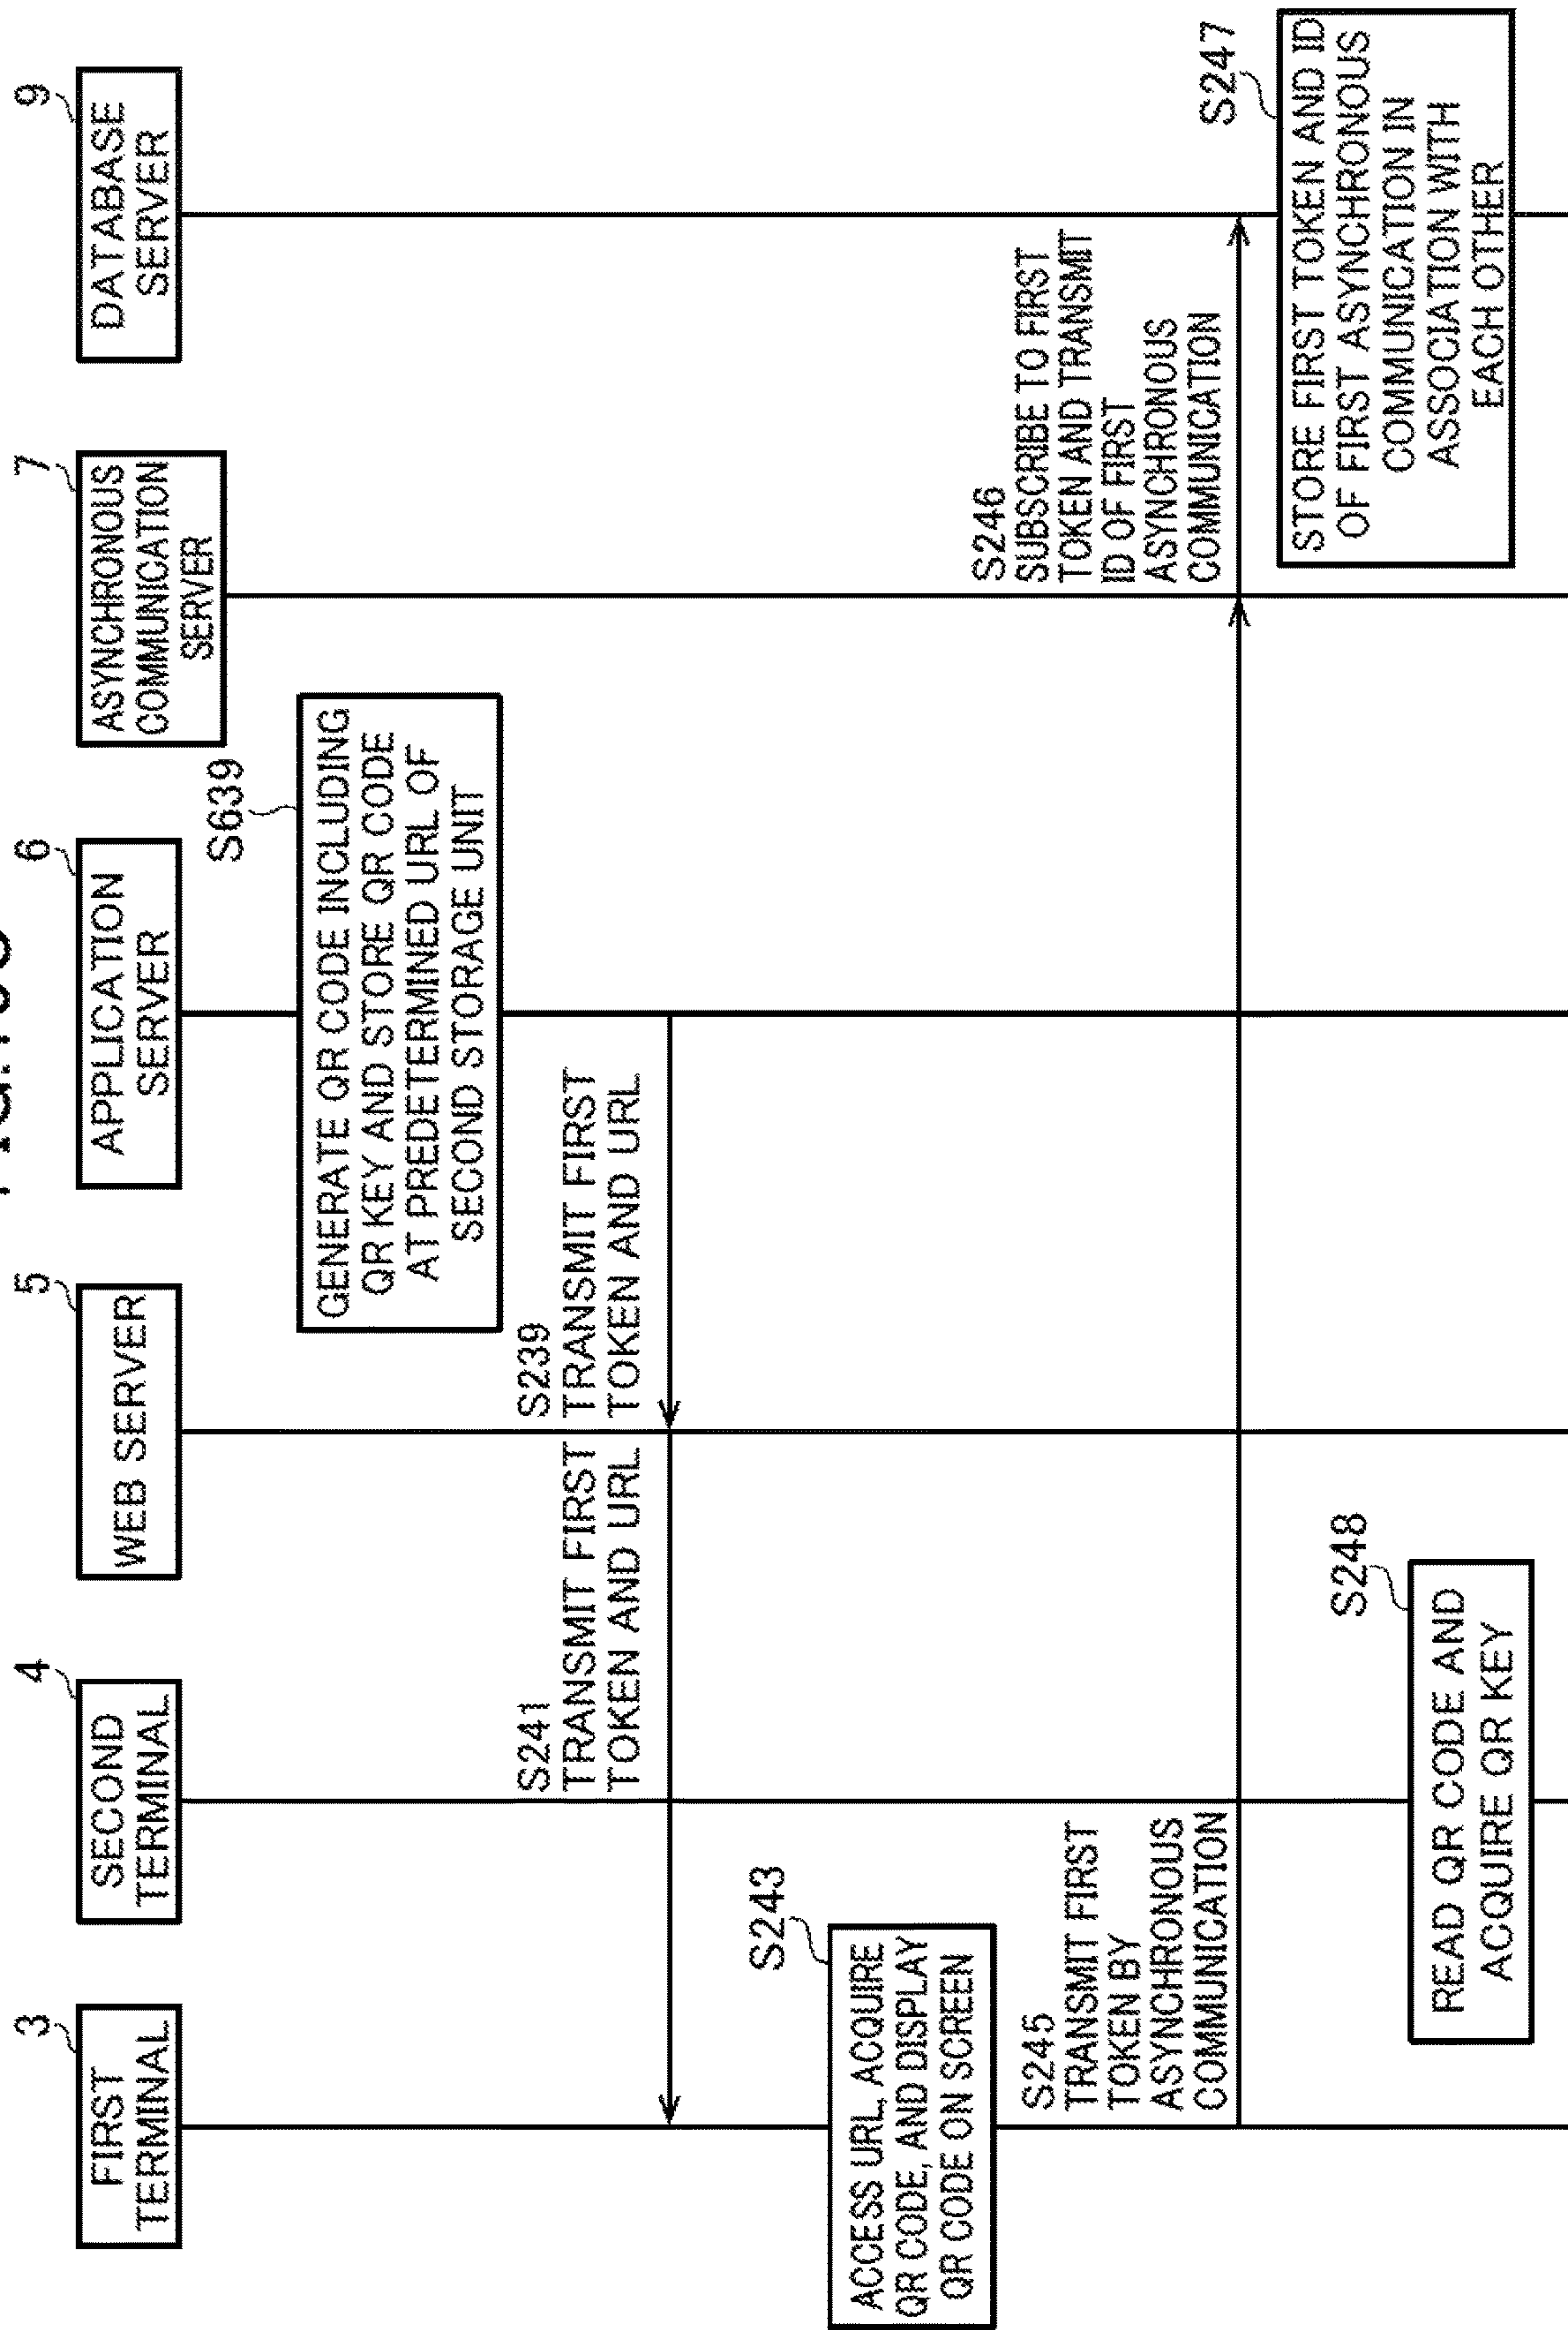 3
FIRST
TERMINAL
4
SECOND
TERMINAL
5
WEB SERVER
6
APPLICATION
SERVER
7
ASYNCHRONOUS
COMMUNICATION
SERVER
9
DATABASE
SERVER
S639
GENERATE QR CODE INCLUDING
QR KEY AND STORE QR CODE
AT PREDETERMINED URL OF
SECOND STORAGE UNIT
S239
TRANSMIT FIRST
TOKEN AND URL
S241
TRANSMIT FIRST
TOKEN AND URL
S243
ACCESS URL, ACQUIRE
QR CODE, AND DISPLAY
QR CODE ON SCREEN
S245
TRANSMIT FIRST
TOKEN BY
ASYNCHRONOUS
COMMUNICATION
S246
SUBSCRIBE TO FIRST
TOKEN AND TRANSMIT
ID OF FIRST
ASYNCHRONOUS
COMMUNICATION
S247
STORE FIRST TOKEN AND ID
OF FIRST ASYNCHRONOUS
COMMUNICATION IN
ASSOCIATION WITH
EACH OTHER
S248
READ QR CODE AND
ACQUIRE QR KEY